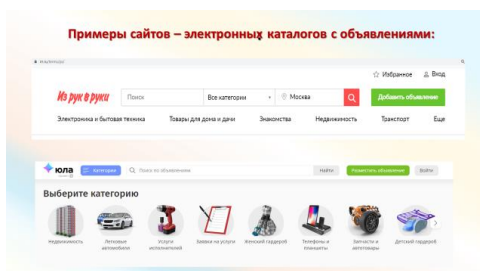 Примеры сайтов – электронных каталогов с объявлениями:
Избранное Вход
Из рук в руки Поиск Все категории Москва Добавить объявление
Электроника и бытовая техника Товары для дома и дачи Знакомства Недвижимость Транспорт Еще
юла Категории Поиск по объявлениям Найти Разместить объявление Войти
Выберите категорию
Недвижимость Легковые автомобили Услуги исполнителей Заявки на услуги Женский гардероб Телефоны и планшеты Запчасти и автотовары Детский гардероб